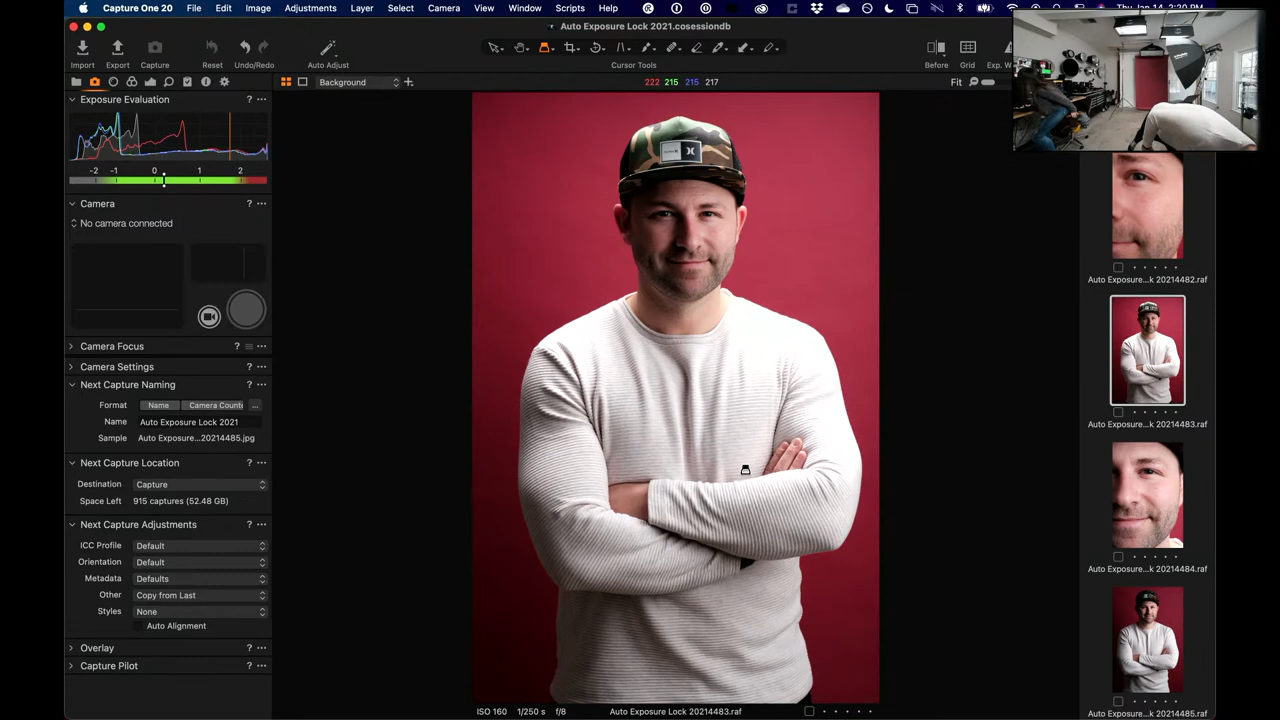 Capture One 20 File Edit Image Adjustments Layer Select Camera View Window Scripts Help
Auto Exposure Lock 2021.cosessiondb
Import Export Capture Reset Undo/Redo Auto Adjust Cursor Tools Before Grid
Background 222 215 215 217 Fit
Exposure Evaluation
-2 -1 0 1 2
Camera
No camera connected
Camera Focus
Camera Settings
Next Capture Naming
Format Name
Name Auto Exposure Lock 2021
Sample Auto Exposure...20214485.jpg
Next Capture Location
Destination Capture
Space Left 915 captures (52.48 GB)
Next Capture Adjustments
ICC Profile Default
Orientation Default
Metadata Defaults
Other Copy from Last
Styles None
Auto Alignment
Overlay
Capture Pilot
Auto Exposure...k 20214482.raf
Auto Exposure...k 20214483.raf
Auto Exposure...k 20214484.raf
Auto Exposure...k 20214485.raf
ISO 160 1/250 s f/8 Auto Exposure Lock 20214483.raf